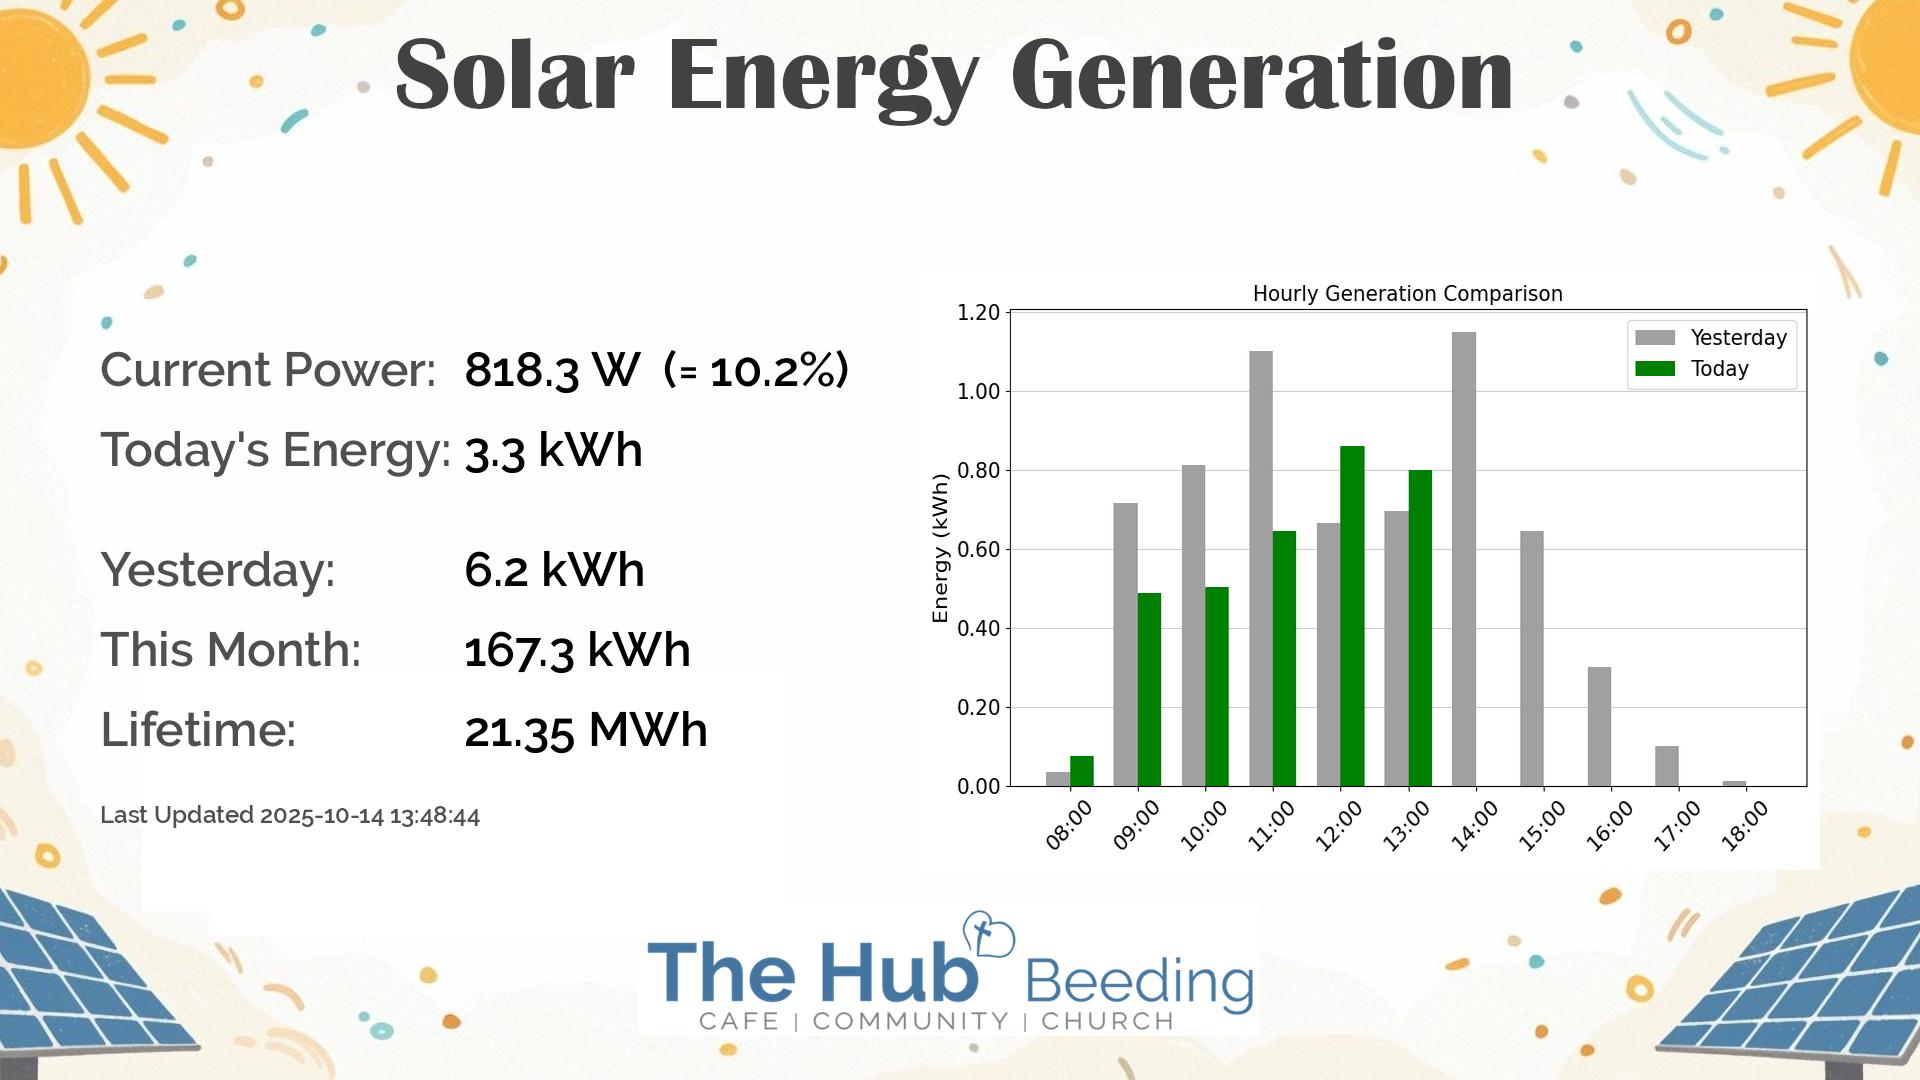 Solar Energy Generation
Current Power: 818.3 W (= 10.2%)
Today's Energy: 3.3 kWh
Yesterday: 6.2 kWh
This Month: 167.3 kWh
Lifetime: 21.35 MWh
Last Updated 2025-10-14 13:48:44
Hourly Generation Comparison
Yesterday
Today
Energy (kWh)
1.20
1.00
0.80
0.60
0.40
0.20
0.00
08:00 09:00 10:00 11:00 12:00 13:00 14:00 15:00 16:00 17:00 18:00
The Hub Beeding
CAFE | COMMUNITY | CHURCH